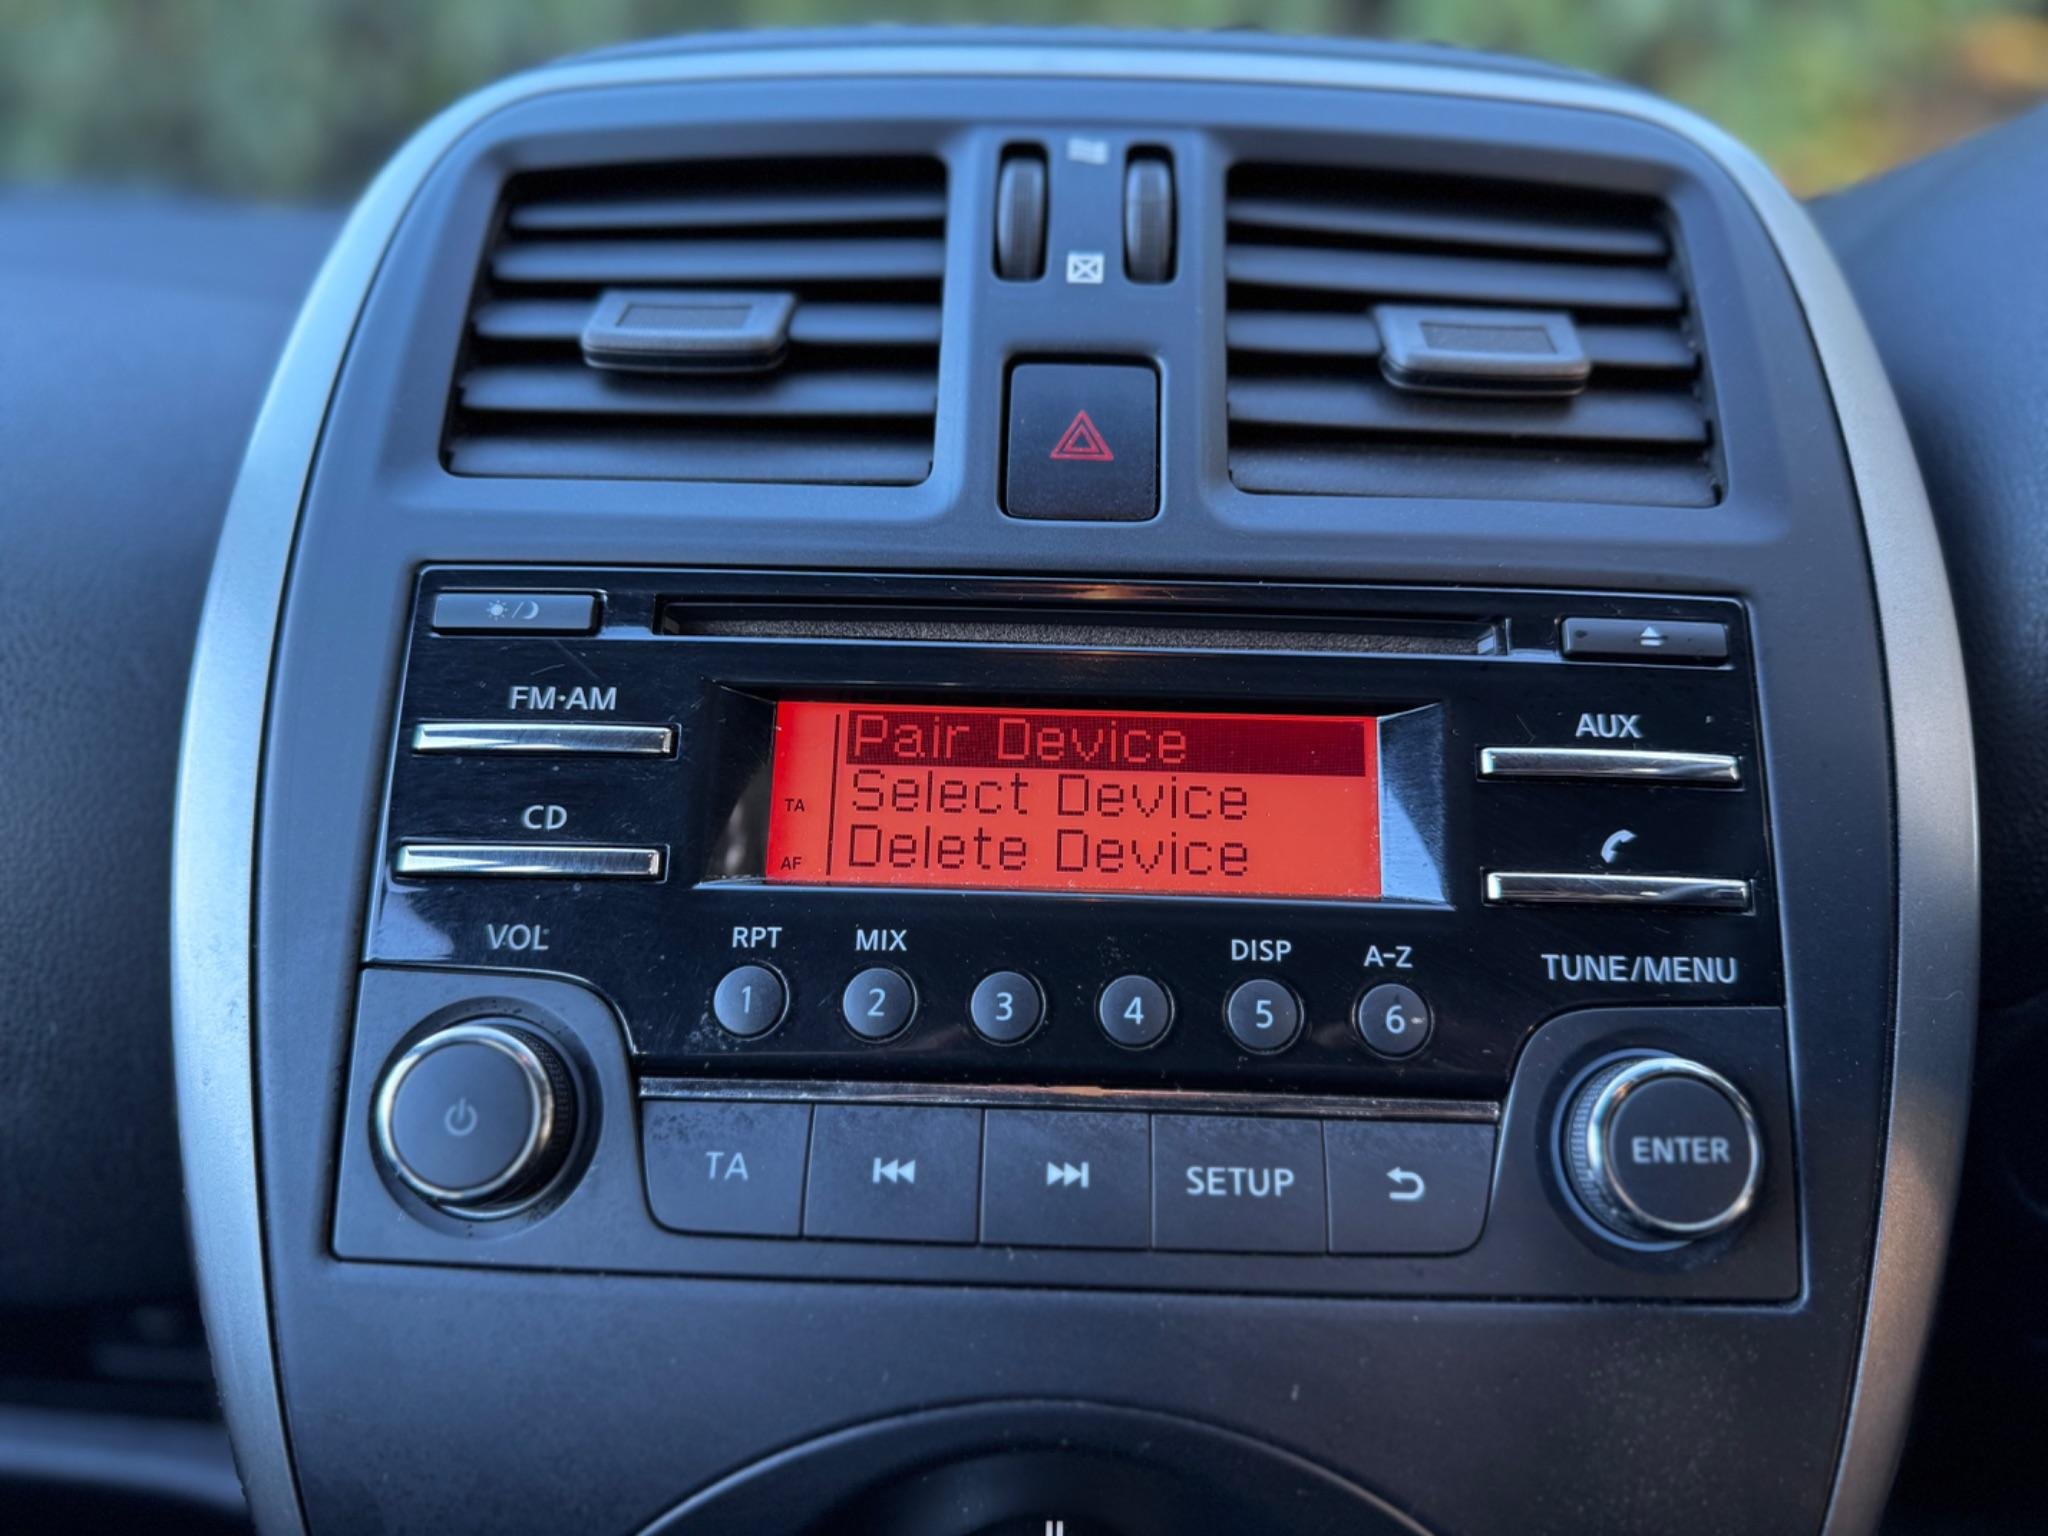 FM·AM
CD
VOL
Pair Device
Select Device
Delete Device
TA
AF
AUX
TUNE/MENU
RPT
MIX
DISP
A-Z
1
2
3
4
5
6
TA
SETUP
ENTER